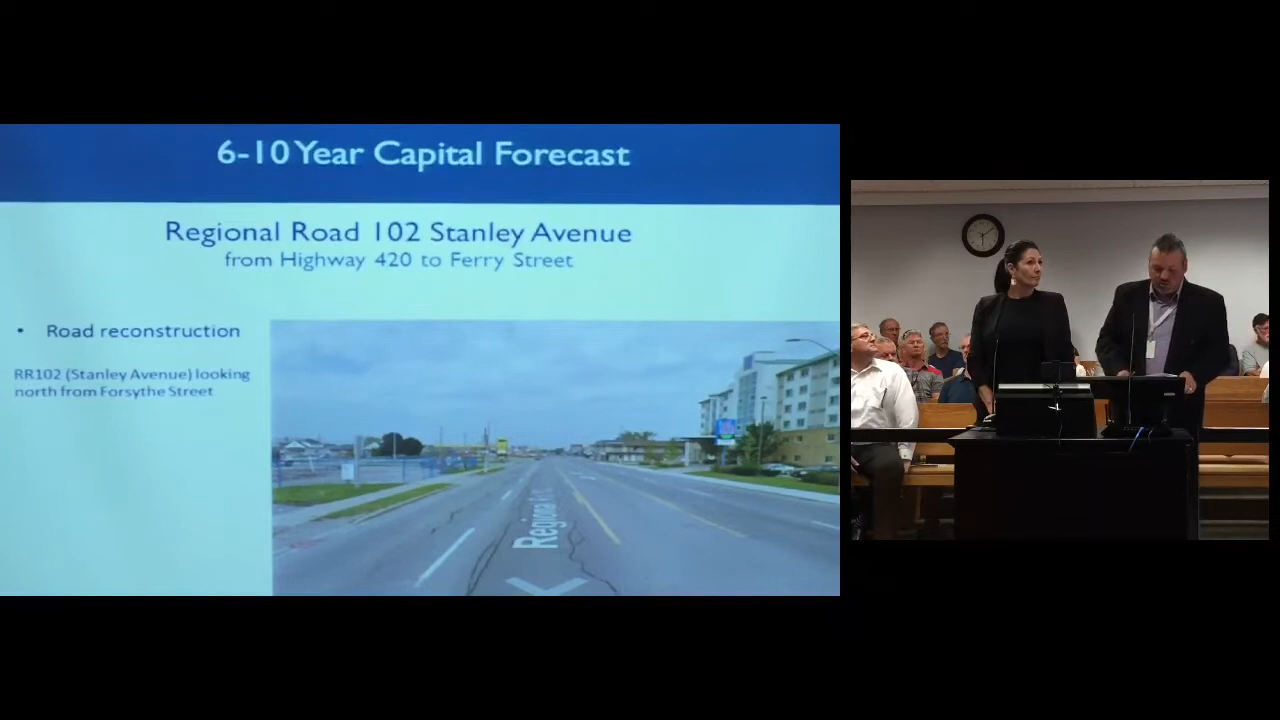 6-10 Year Capital Forecast
Regional Road 102 Stanley Avenue
from Highway 420 to Ferry Street
• Road reconstruction
RR102 (Stanley Avenue) looking
north from Forsythe Street